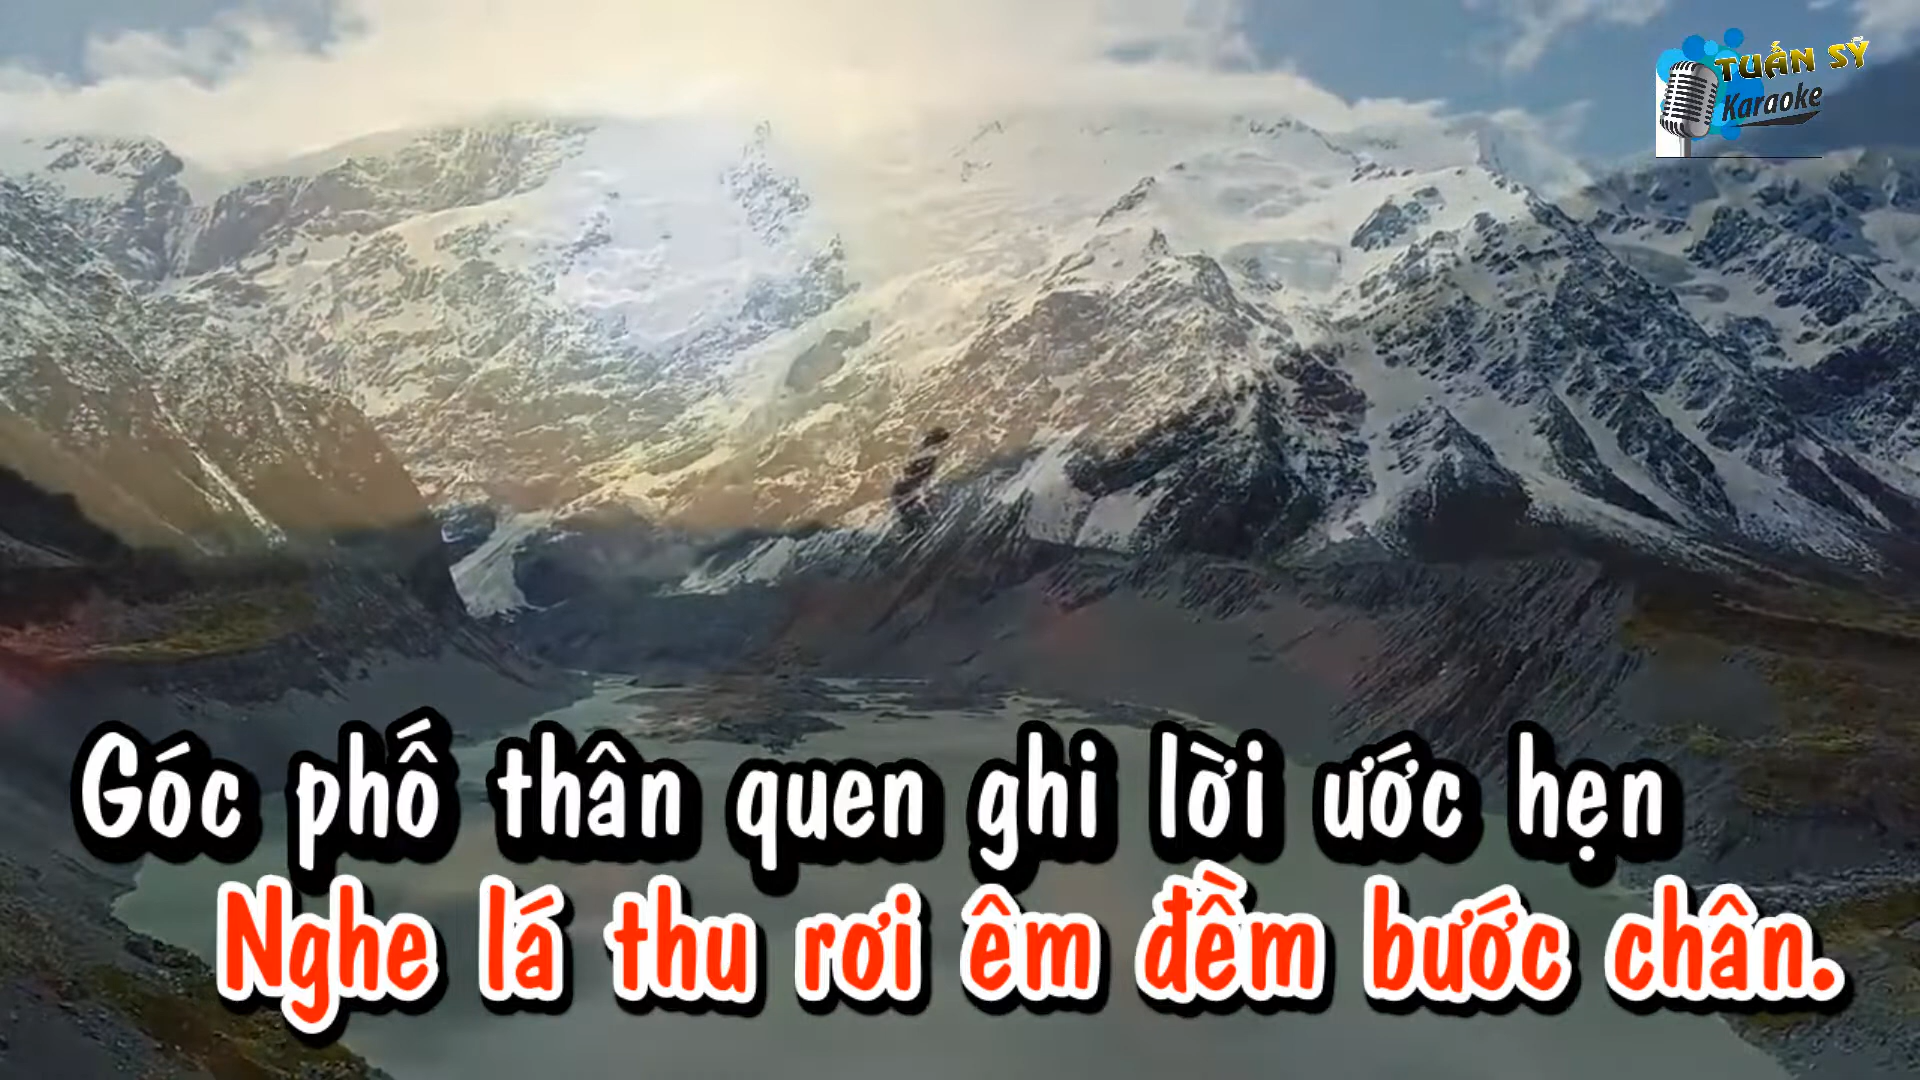 TUẤN SỸ
Karaoke
Góc phố thân quen ghi lời ước hẹn
Nghe lá thu rơi êm đềm bước chân.